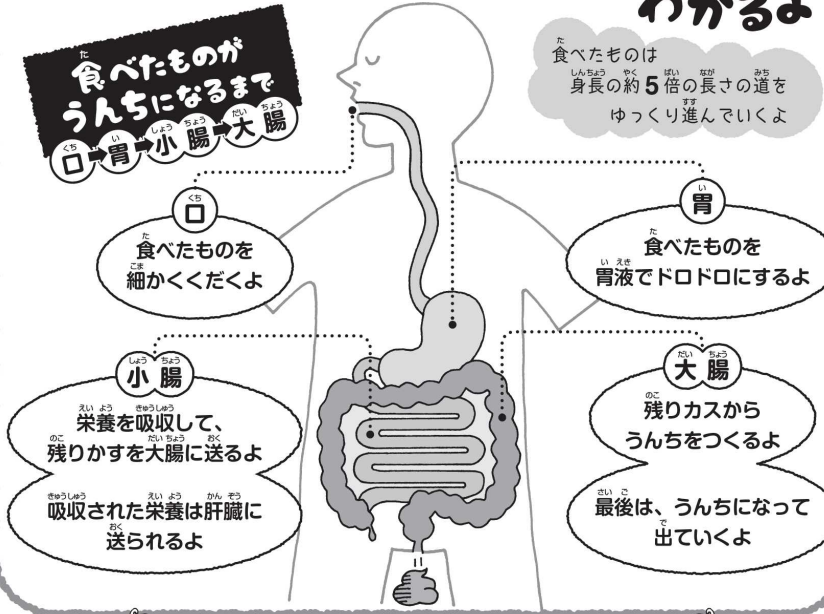 わかるよ
食べたものが
うんちになるまで
口➡胃➡小腸➡大腸
食べたものは
身長の約5倍の長さの道を
ゆっくり進んでいくよ
口
食べたものを
細かくくだくよ
胃
食べたものを
胃液でドロドロにするよ
小腸
栄養を吸収して、
残りかすを大腸に送るよ
吸収された栄養は肝臓に
送られるよ
大腸
残りカスから
うんちをつくるよ
最後は、うんちになって
出ていくよ